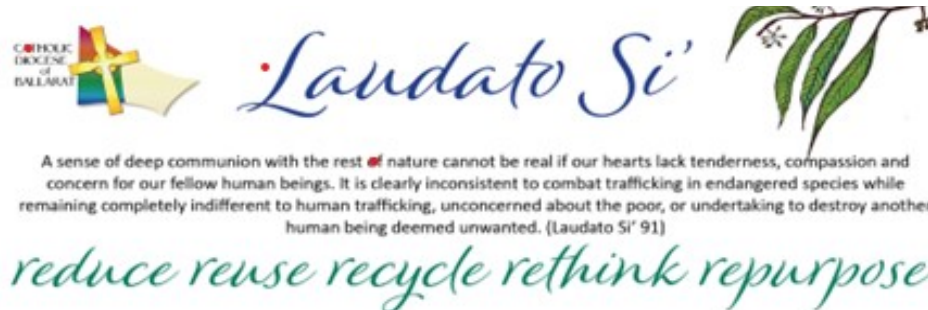 CATHOLIC
DIOCESE
of
BALLARAT
Laudato Si'
A sense of deep communion with the rest of nature cannot be real if our hearts lack tenderness, compassion and
concern for our fellow human beings. It is clearly inconsistent to combat trafficking in endangered species while
remaining completely indifferent to human trafficking, unconcerned about the poor, or undertaking to destroy another
human being deemed unwanted. (Laudato Si' 91)
reduce reuse recycle rethink repurpose